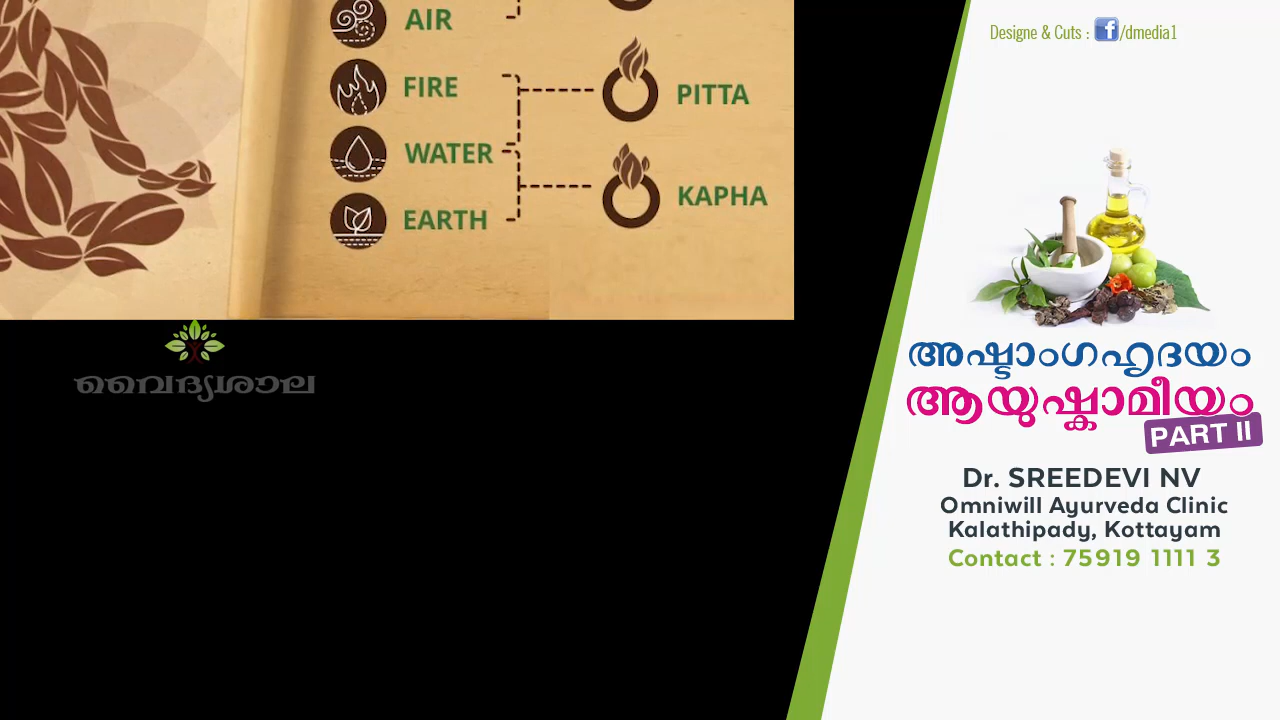 AIR
FIRE
WATER
EARTH
PITTA
KAPHA
വൈദ്യശാല
Designe & Cuts : f /dmedia1
അഷ്ടാംഗഹൃദയം
ആയുഷ്കാമീയം
PART II
Dr. SREEDEVI NV
Omniwill Ayurveda Clinic
Kalathipady, Kottayam
Contact : 75919 1111 3